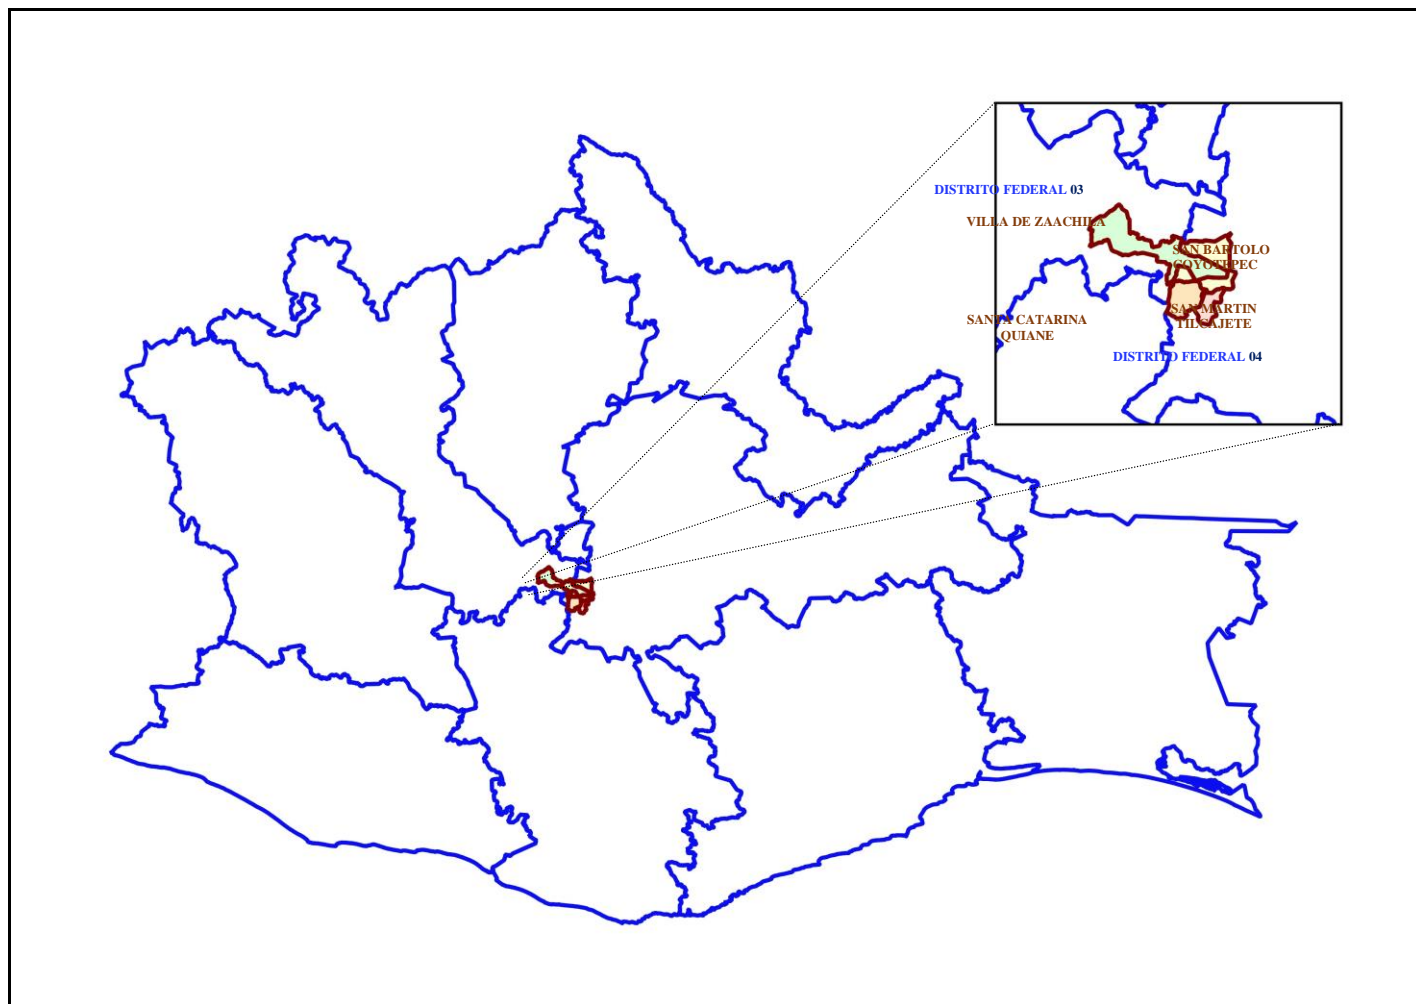 DISTRITO FEDERAL 03
VILLA DE ZAACHILA
SAN BARTOLO
COYOTEPEC
SAN MARTIN
TILCAJETE
SANTA CATARINA
QUIANE
DISTRITO FEDERAL 04